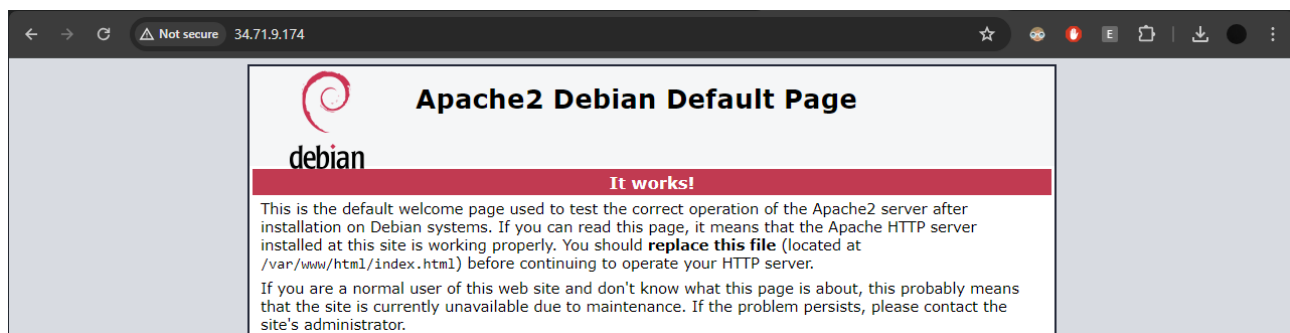 Not secure 34.71.9.174
E
debian
Apache2 Debian Default Page
It works!
This is the default welcome page used to test the correct operation of the Apache2 server after
installation on Debian systems. If you can read this page, it means that the Apache HTTP server
installed at this site is working properly. You should replace this file (located at
/var/www/html/index.html) before continuing to operate your HTTP server.
If you are a normal user of this web site and don't know what this page is about, this probably means
that the site is currently unavailable due to maintenance. If the problem persists, please contact the
site's administrator.